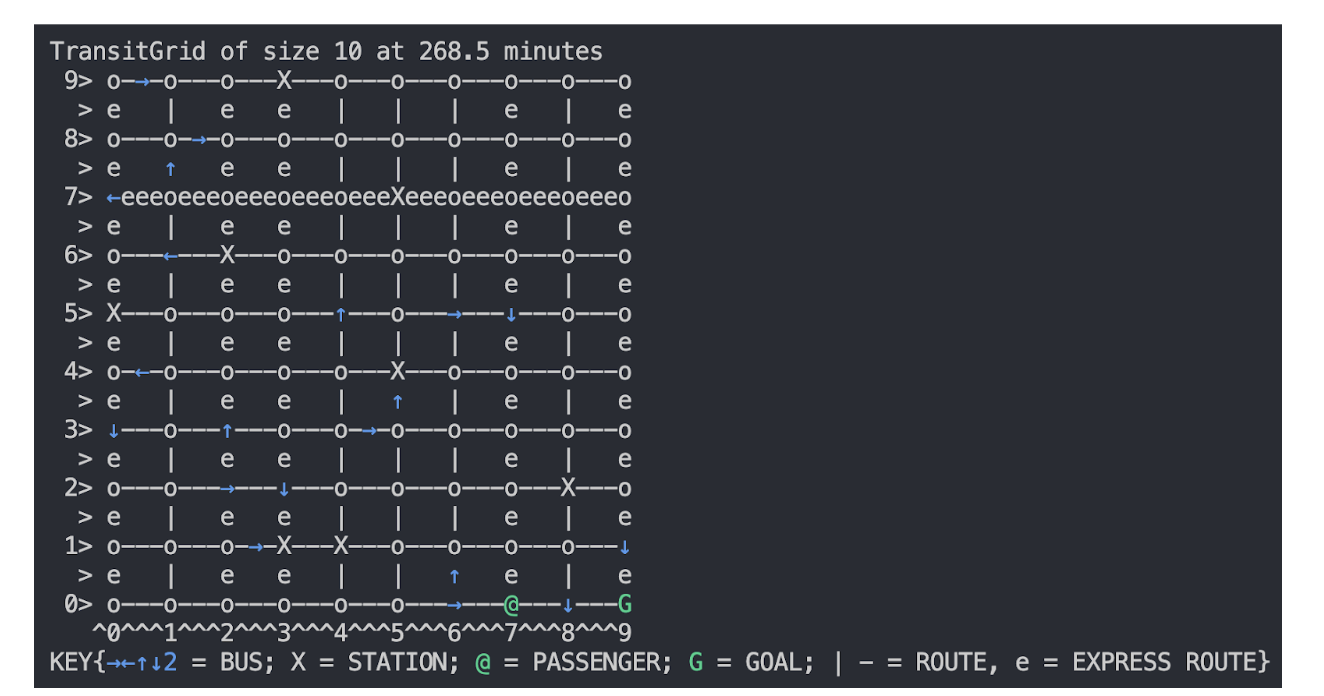 TransitGrid of size 10 at 268.5 minutes
 9> o-→-o---o---X---o---o---o---o---o---o
  > e   |   e   e   |   |   |   e   |   e
 8> o---o-→-o---o---o---o---o---o---o---o
  > e   ↑   e   e   |   |   |   e   |   e
 7> ←eeeoeeeoeeeoeeeoeeeXeeeoeeeoeeeoeeeo
  > e   |   e   e   |   |   |   e   |   e
 6> o---←---X---o---o---o---o---o---o---o
  > e   |   e   e   |   |   |   e   |   e
 5> X---o---o---o---↑---o---→---↓---o---o
  > e   |   e   e   |   |   |   e   |   e
 4> o-←-o---o---o---o---X---o---o---o---o
  > e   |   e   e   |   ↑   |   e   |   e
 3> ↓---o---↑---o---o-→-o---o---o---o---o
  > e   |   e   e   |   |   |   e   |   e
 2> o---o---→---↓---o---o---o---o---X---o
  > e   |   e   e   |   |   |   e   |   e
 1> o---o---o-→-X---X---o---o---o---o---↓
  > e   |   e   e   |   |   ↑   e   |   e
 0> o---o---o---o---o---o---→---@---↓---G
   ^0^^^1^^^2^^^3^^^4^^^5^^^6^^^7^^^8^^^9
KEY{→←↑↓2 = BUS; X = STATION; @ = PASSENGER; G = GOAL; | - = ROUTE, e = EXPRESS ROUTE}